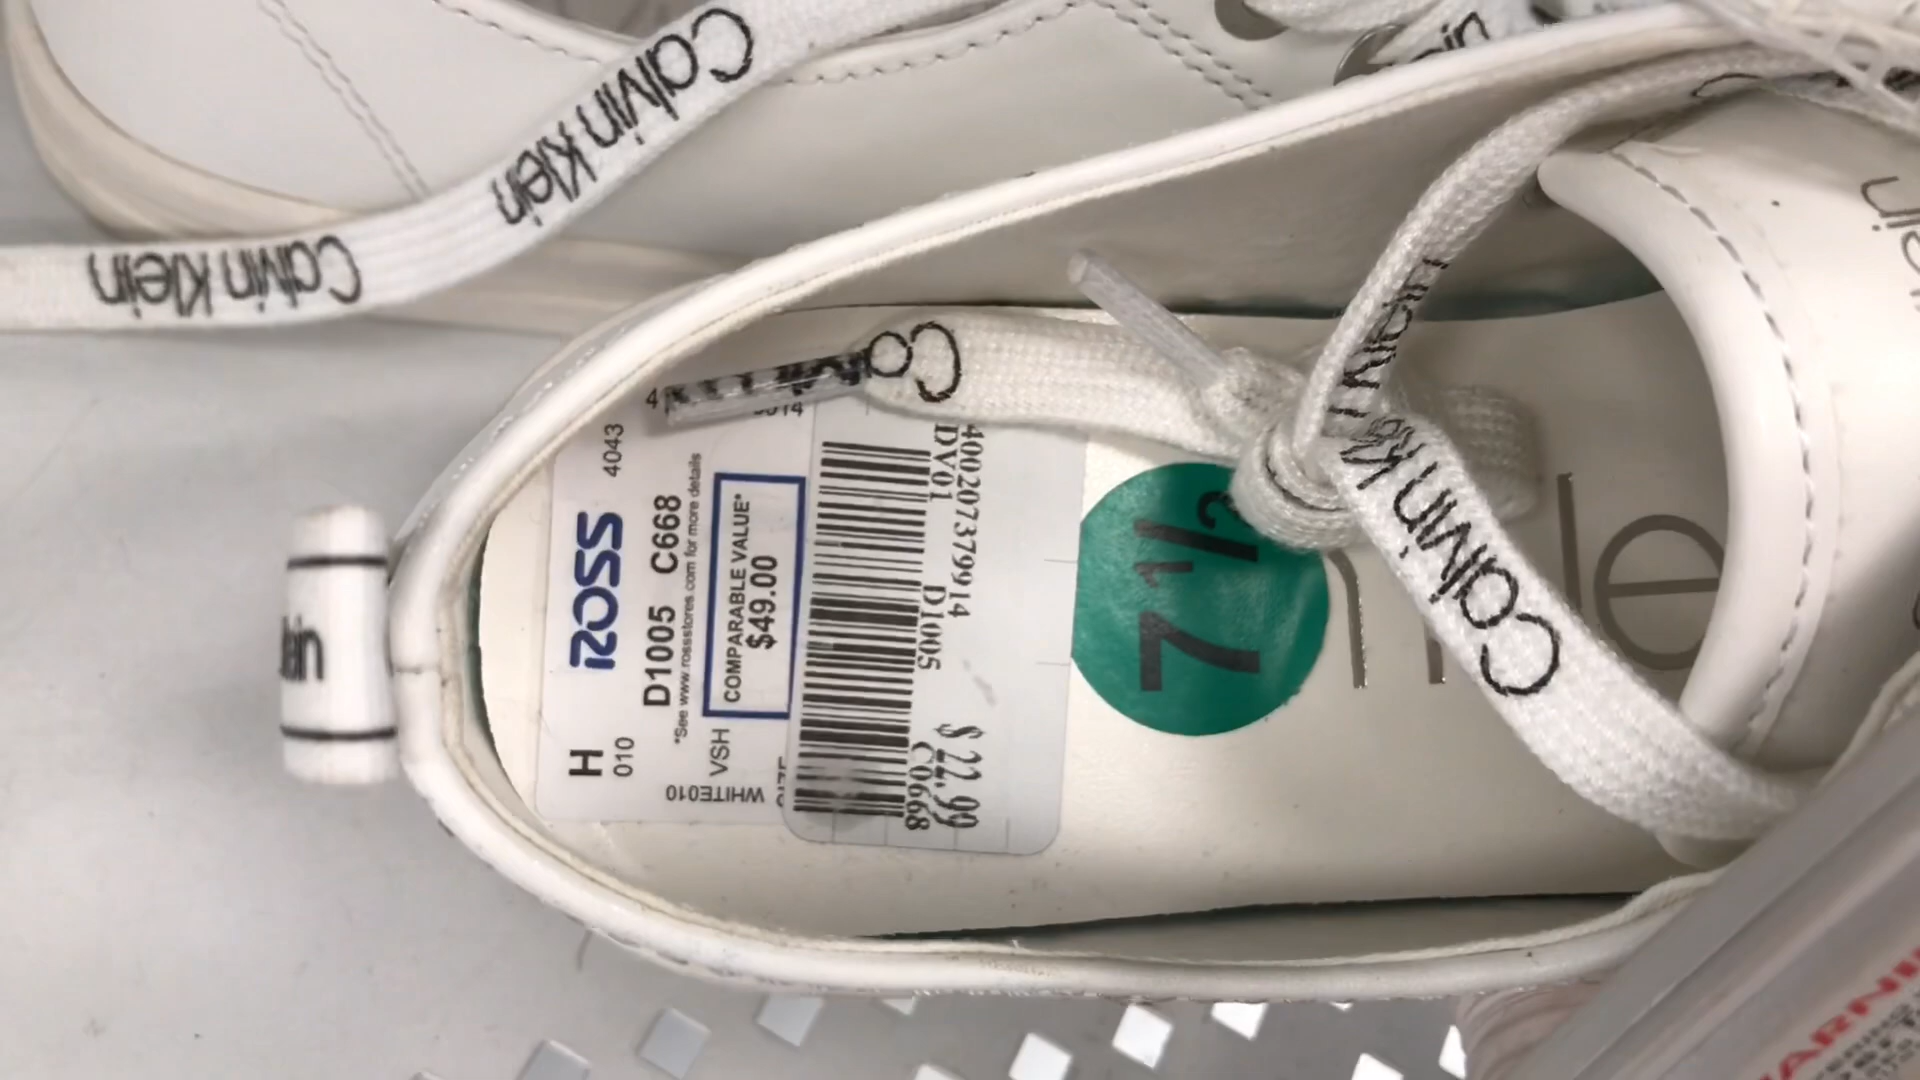 Calvin Klein
Calvin Klein
Calvin Klein
Calvin
ROSS
4043
H
010
D1005 C668
*See www.rossstores.com for more details
COMPARABLE VALUE*
$49.00
VSH
WHITE010
400207379914
DV01
D1005
C0668
$22.99
7 1/2